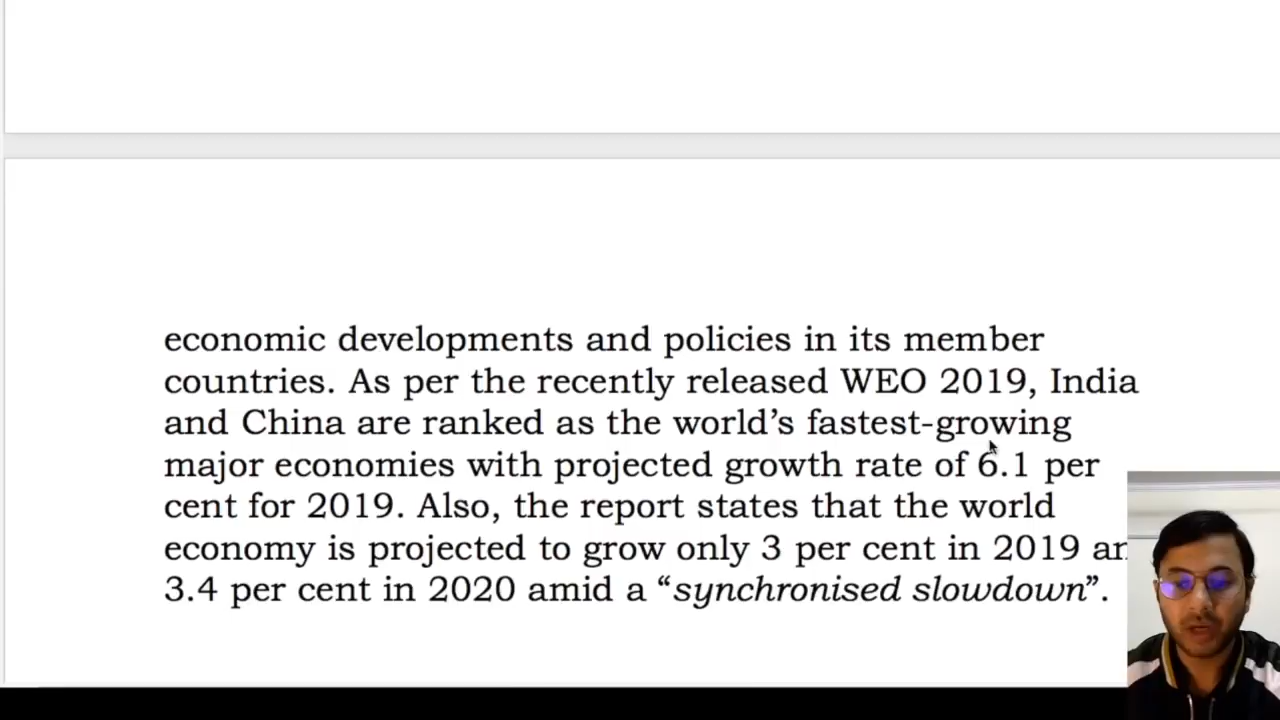 economic developments and policies in its member
countries. As per the recently released WEO 2019, India
and China are ranked as the world’s fastest-growing
major economies with projected growth rate of 6.1 per
cent for 2019. Also, the report states that the world
economy is projected to grow only 3 per cent in 2019
3.4 per cent in 2020 amid a “synchronised slowdown”.